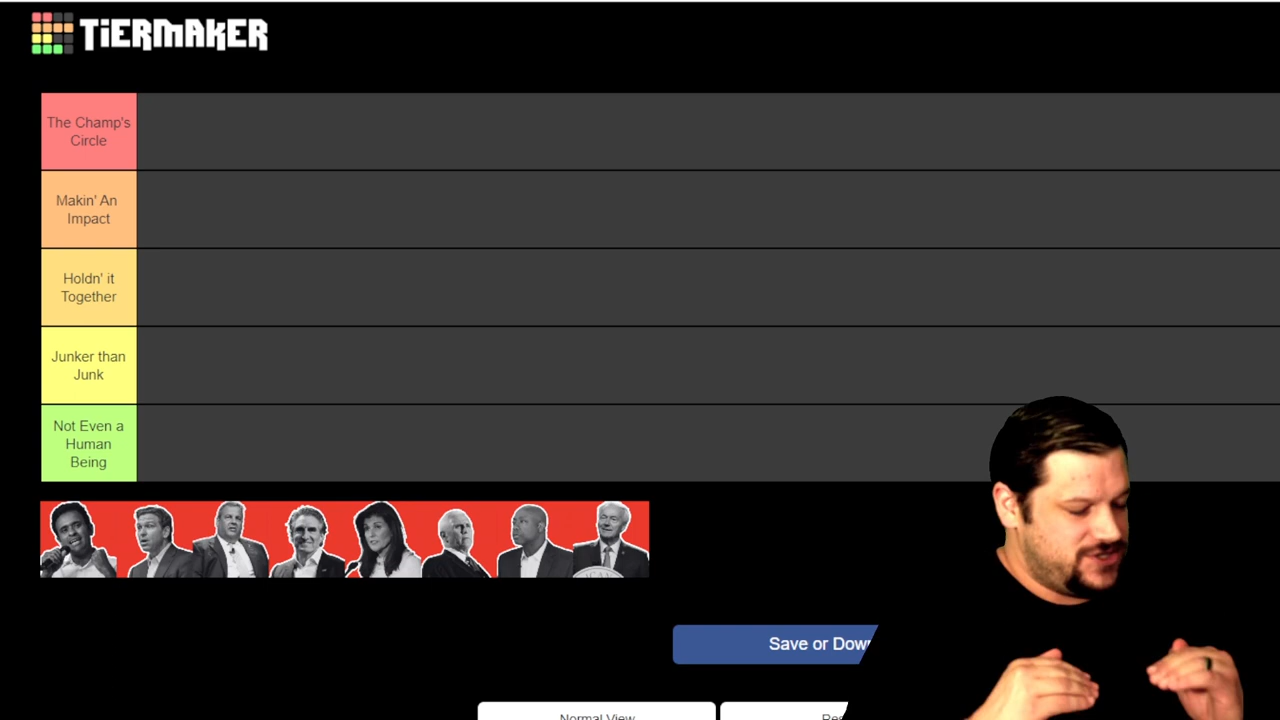 TiERMAKER
The Champ's
Circle
Makin' An
Impact
Holdn' it
Together
Junker than
Junk
Not Even a
Human
Being
Save or Dow
Normal View
Res